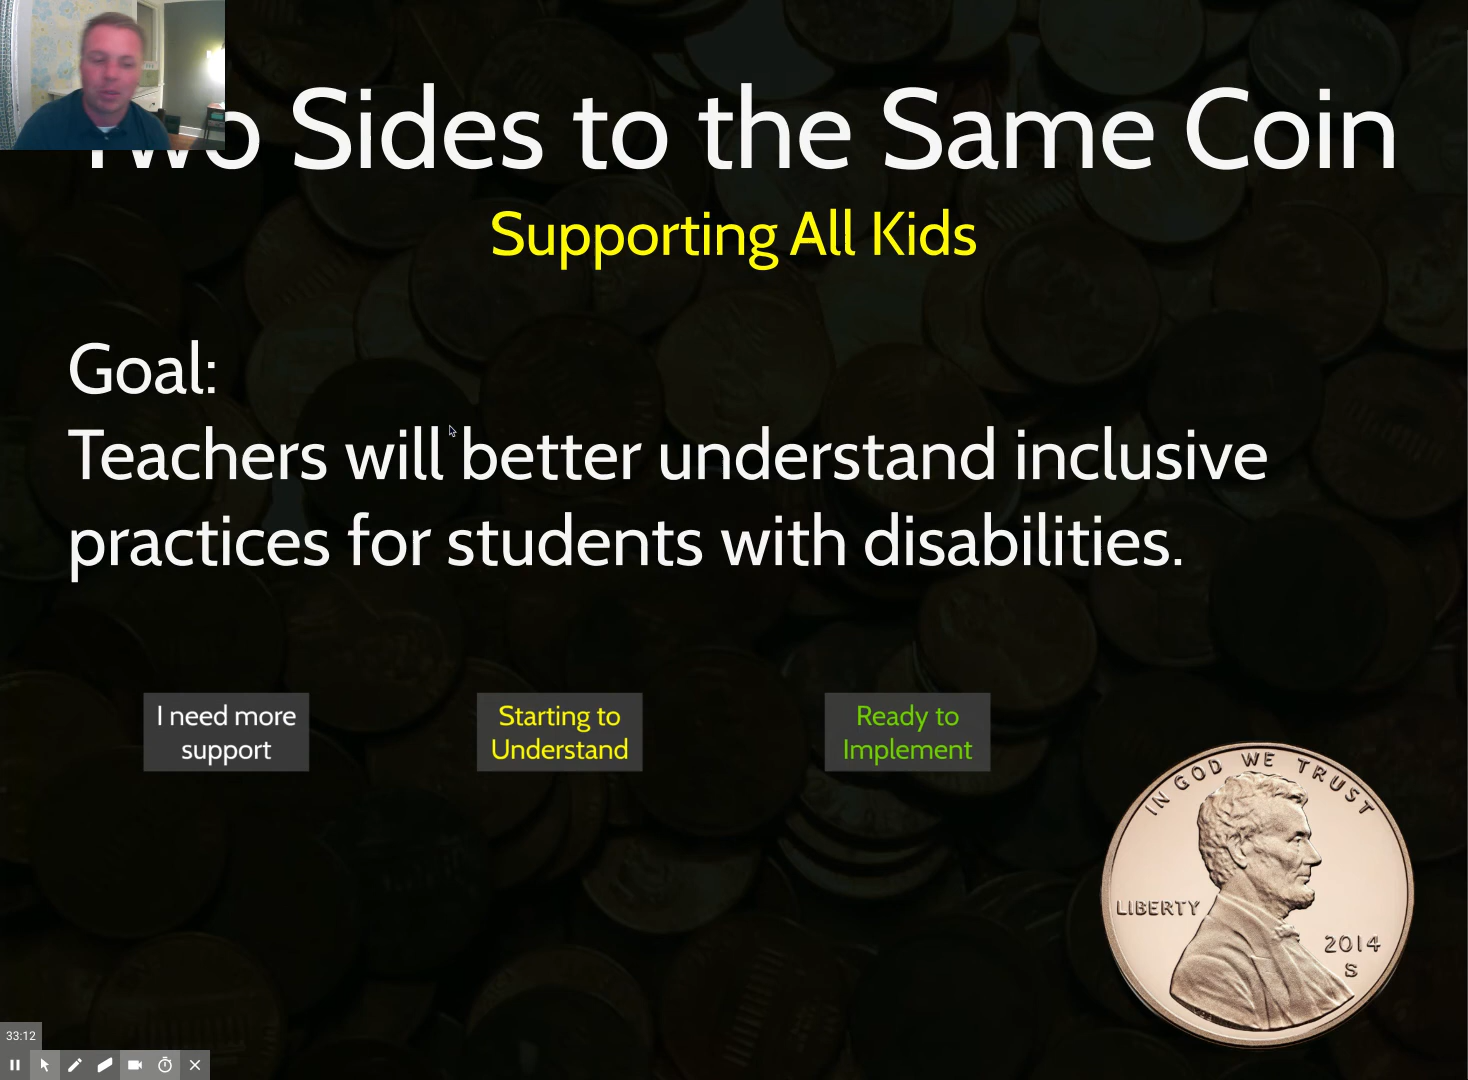 Two Sides to the Same Coin
Supporting All Kids
Goal:
Teachers will better understand inclusive
practices for students with disabilities.
I need more
support
Starting to
Understand
Ready to
Implement
IN GOD WE TRUST
LIBERTY
2014
S
33:12